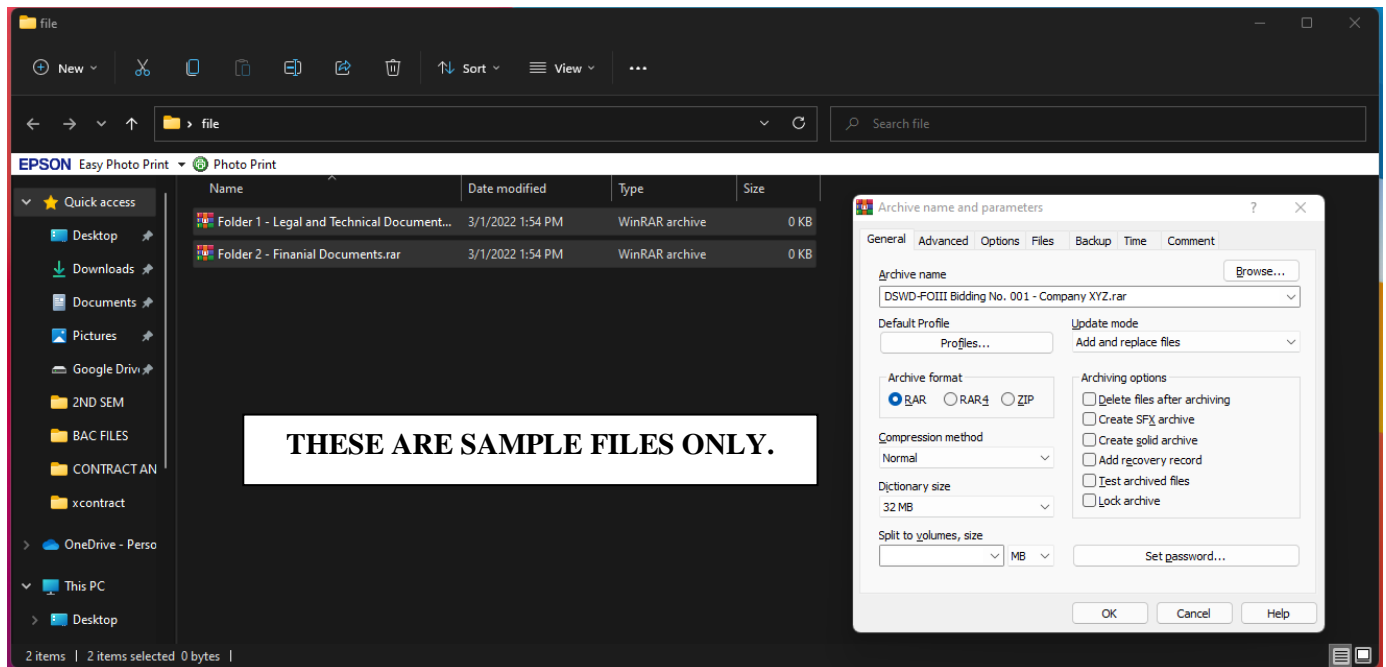 file
New
Sort
View
file
Search file
EPSON Easy Photo Print Photo Print
Name Date modified Type Size
Folder 1 - Legal and Technical Document... 3/1/2022 1:54 PM WinRAR archive 0 KB
Folder 2 - Finanial Documents.rar 3/1/2022 1:54 PM WinRAR archive 0 KB
Quick access
Desktop
Downloads
Documents
Pictures
Google Driv
2ND SEM
BAC FILES
CONTRACT AN
xcontract
OneDrive - Perso
This PC
Desktop
THESE ARE SAMPLE FILES ONLY.
2 items 2 items selected 0 bytes
Archive name and parameters
General Advanced Options Files Backup Time Comment
Archive name
Browse...
DSWD-FOIII Bidding No. 001 - Company XYZ.rar
Default Profile
Profiles...
Update mode
Add and replace files
Archive format
RAR RAR4 ZIP
Compression method
Normal
Dictionary size
32 MB
Split to volumes, size
MB
Archiving options
Delete files after archiving
Create SFX archive
Create solid archive
Add recovery record
Test archived files
Lock archive
Set password...
OK Cancel Help